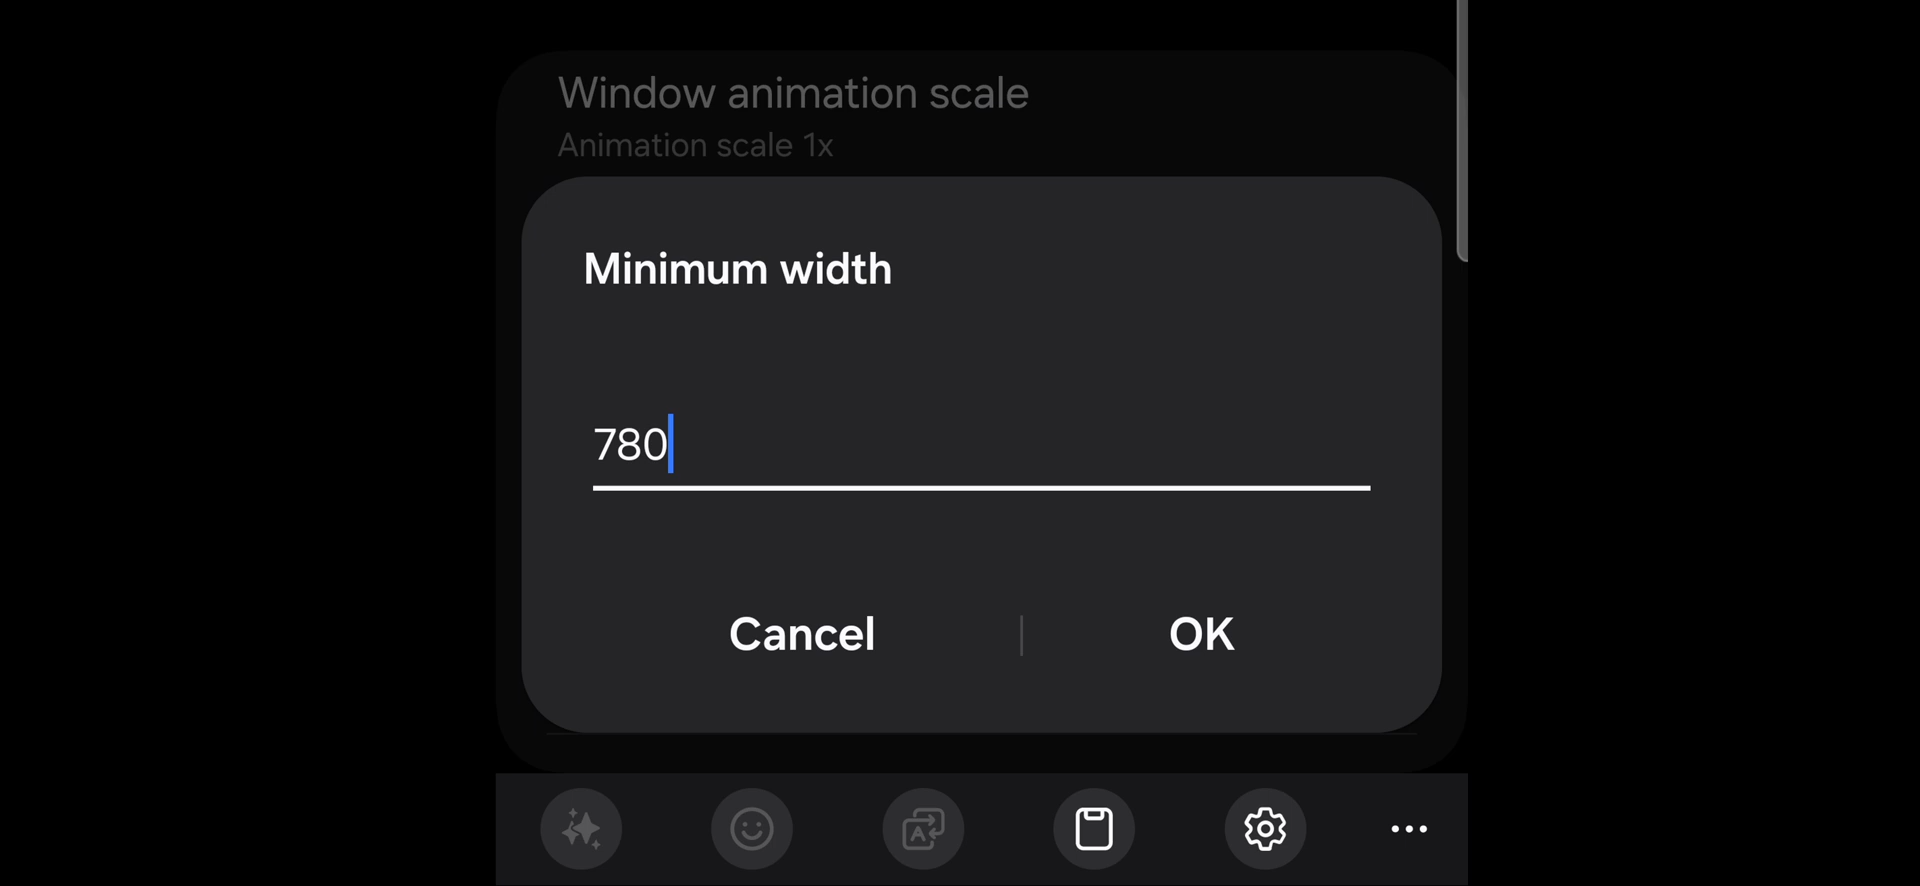 Window animation scale
Animation scale 1x
Minimum width
780
Cancel | OK